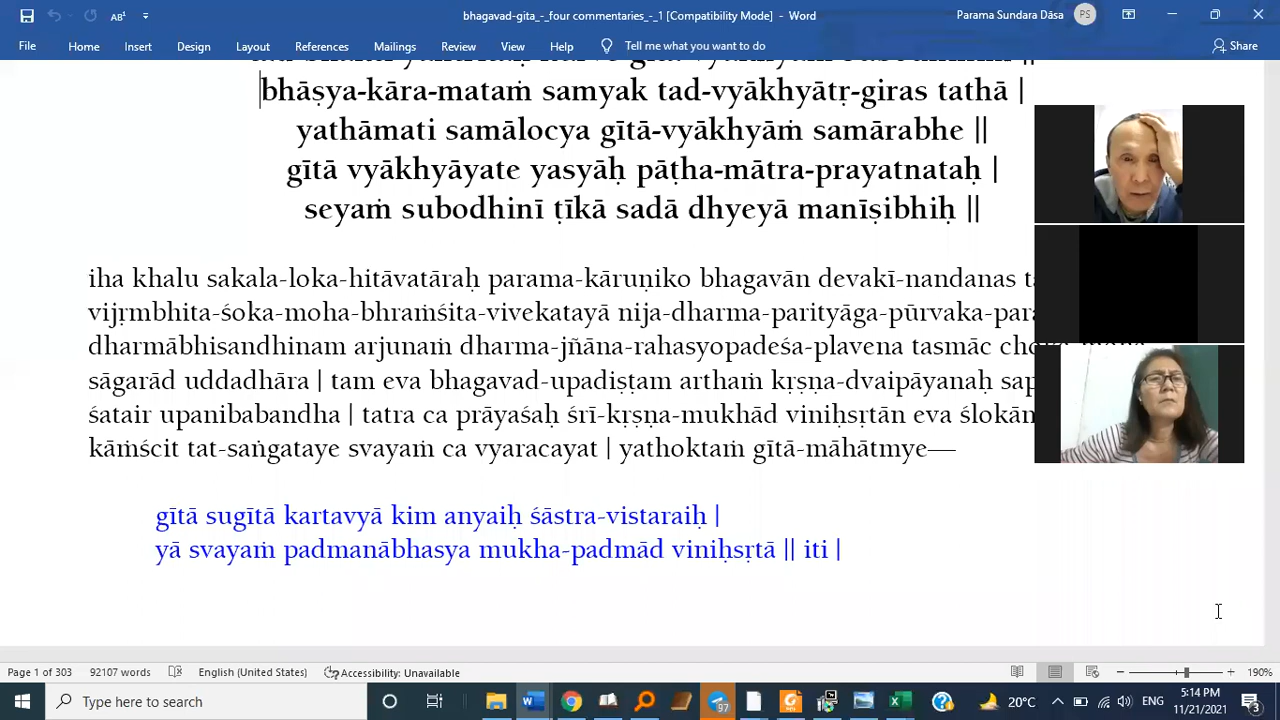 bhagavad-gita_-_four commentaries_-_1 [Compatibility Mode] - Word
Parama Sundara Dāsa PS
File Home Insert Design Layout References Mailings Review View Help Tell me what you want to do Share
bhāṣya-kāra-mataṁ samyak tad-vyākhyātṛ-giras tathā |
yathāmati samālocya gītā-vyākhyāṁ samārabhe ||
gītā vyākhyāyate yasyāḥ pāṭha-mātra-prayatnataḥ |
seyaṁ subodhinī ṭīkā sadā dhyeyā manīṣibhiḥ ||
iha khalu sakala-loka-hitāvatāraḥ parama-kāruṇiko bhagavān devakī-nandanas
vijṛmbhita-śoka-moha-bhraṁśita-vivekatayā nija-dharma-parityāga-pūrvaka-para
dharmābhisandhinam arjunaṁ dharma-jñāna-rahasyopadeśa-plavena tasmāc
sāgarād uddadhāra | tam eva bhagavad-upadiṣṭam arthaṁ kṛṣṇa-dvaipāyanaḥ sap
śatair upanibabandha | tatra ca prāyaśaḥ śrī-kṛṣṇa-mukhād viniḥsṛtān eva ślokān
kāṁścit tat-saṅgataye svayaṁ ca vyaracayat | yathoktaṁ gītā-māhātmye—
gītā sugītā kartavyā kim anyaiḥ śāstra-vistaraiḥ |
yā svayaṁ padmanābhasya mukha-padmād viniḥsṛtā || iti |
Page 1 of 303 92107 words English (United States) Accessibility: Unavailable 190%
Type here to search 97 20°C ENG 5:14 PM
11/21/2021 3